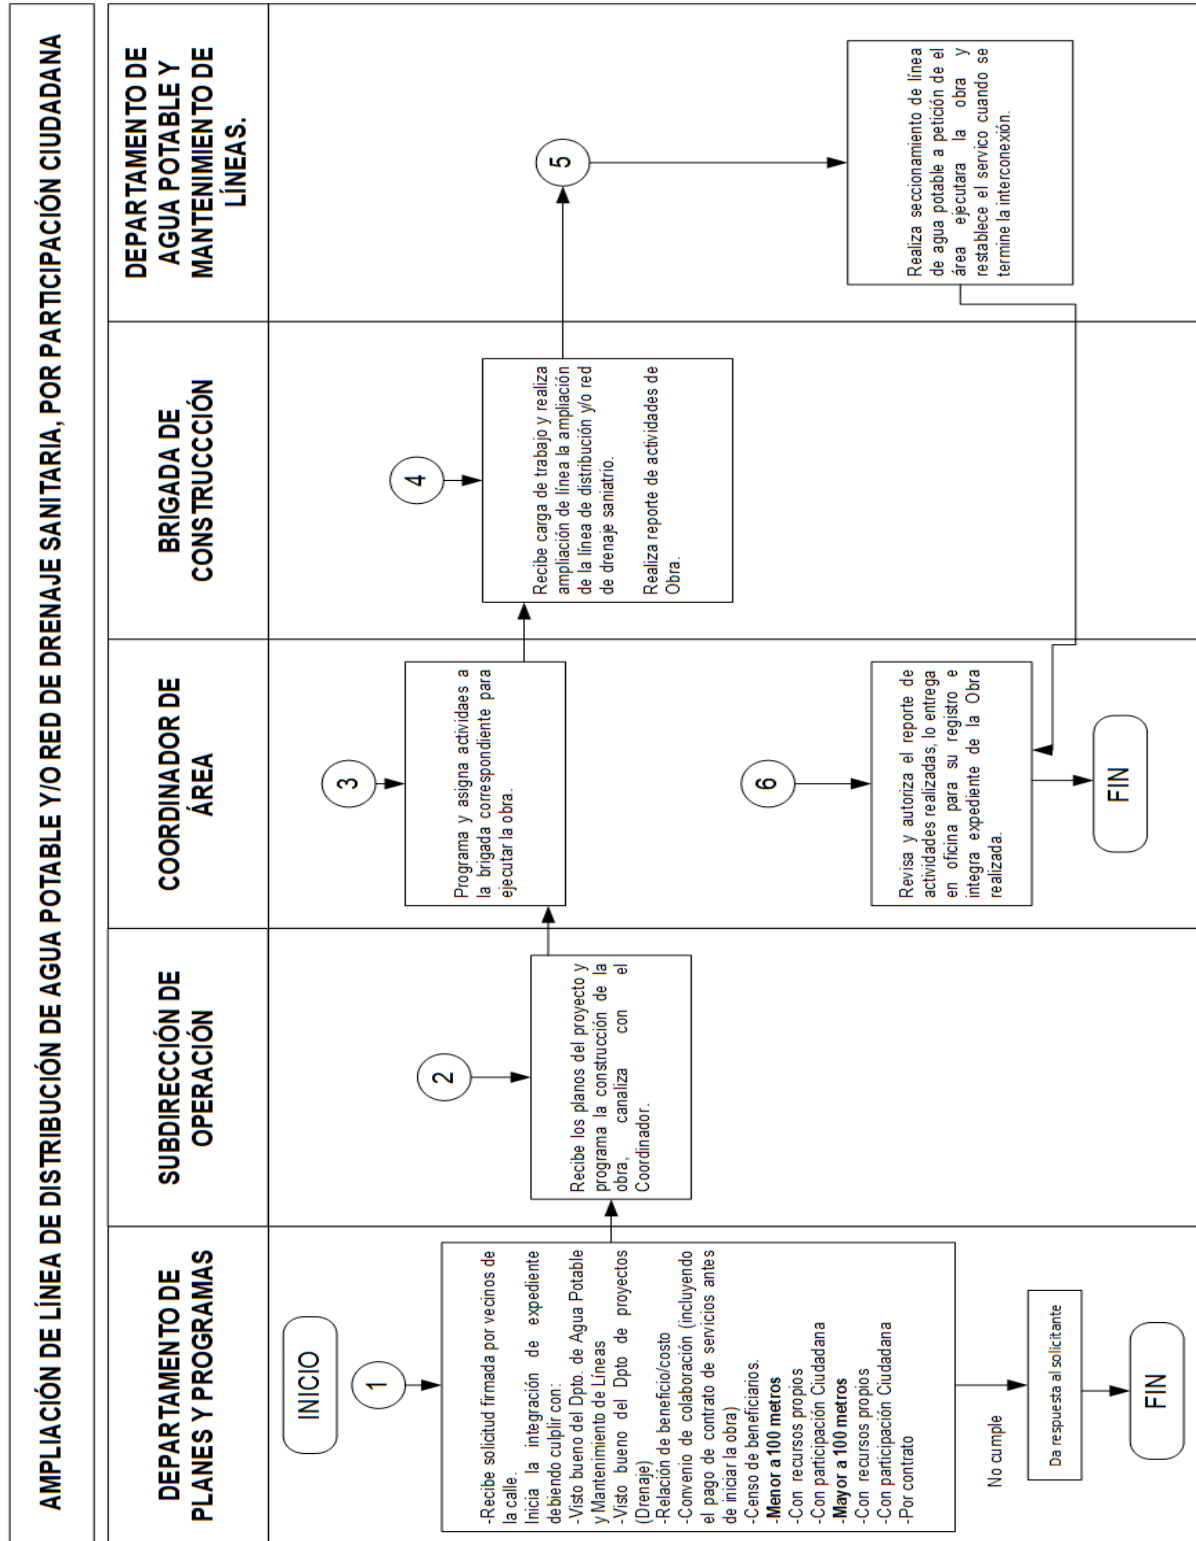 AMPLIACIÓN DE LÍNEA DE DISTRIBUCIÓN DE AGUA POTABLE Y/O RED DE DRENAJE SANITARIA, POR PARTICIPACIÓN CIUDADANA
DEPARTAMENTO DE
PLANES Y PROGRAMAS
SUBDIRECCIÓN DE
OPERACIÓN
COORDINADOR DE
ÁREA
BRIGADA DE
CONSTRUCCCIÓN
DEPARTAMENTO DE
AGUA POTABLE Y
MANTENIMIENTO DE
LÍNEAS.
INICIO
1
-Recibe solicitud firmada por vecinos de
la calle.
Inicia la integración de expediente
debiendo culplir con:
-Visto bueno del Dpto. de Agua Potable
y Mantenimiento de Líneas
-Visto bueno del Dpto de proyectos
(Drenaje)
-Relación de beneficio/costo
-Convenio de colaboración (incluyendo
el pago de contrato de servicios antes
de iniciar la obra)
-Censo de beneficiarios.
-Menor a 100 metros
-Con recursos propios
-Con participación Ciudadana
-Mayor a 100 metros
-Con recursos propios
-Con participación Ciudadana
-Por contrato
No cumple
Da respuesta al solicitante
FIN
2
Recibe los planos del proyecto y
programa la construcción de la
obra, canaliza con el
Coordinador.
3
Programa y asigna actividaes a
la brigada correspondiente para
ejecutar la obra.
4
Recibe carga de trabajo y realiza
ampliación de línea la ampliación
de la línea de distribución y/o red
de drenaje saniatrio.
Realiza reporte de actividades de
Obra.
5
Realiza seccionamiento de línea
de agua potable a petición de el
área ejecutara la obra y
restablece el servico cuando se
termine la interconexión.
6
Revisa y autoriza el reporte de
actividades realizadas, lo entrega
en oficina para su registro e
integra expediente de la Obra
realizada.
FIN